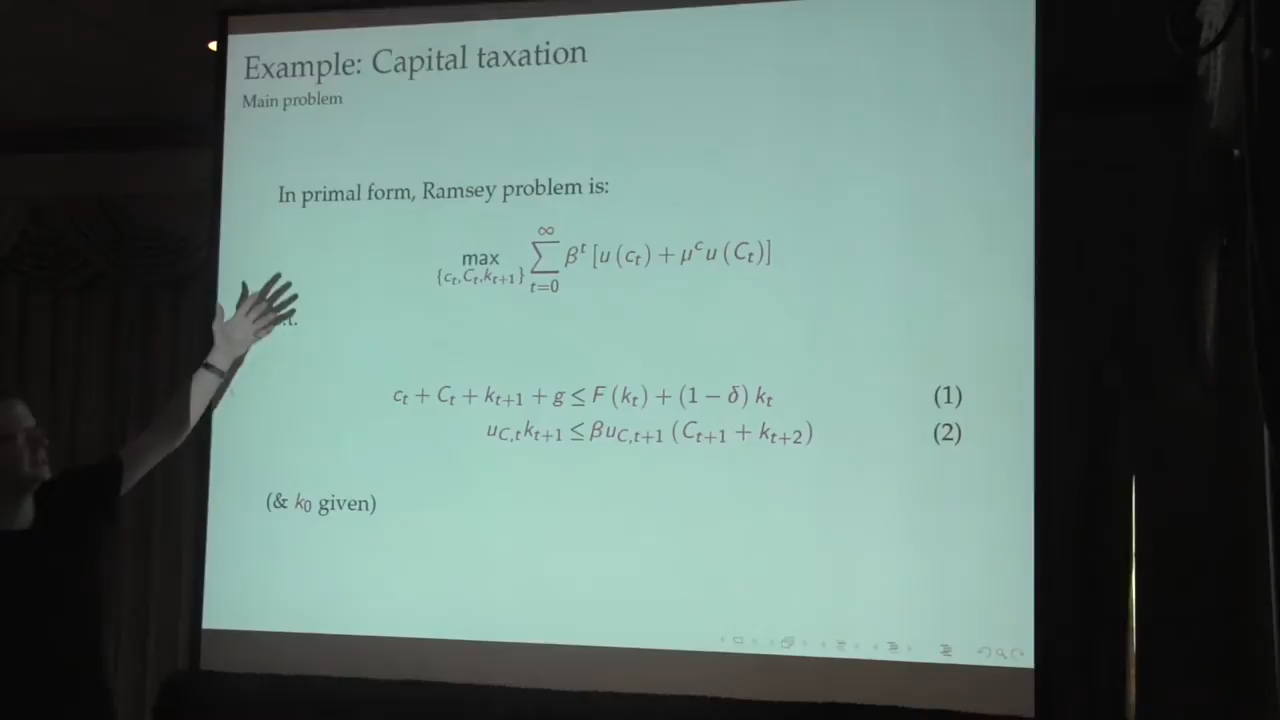 Example: Capital taxation
Main problem
In primal form, Ramsey problem is:
max_{c_t,C_t,k_{t+1}} ∑_{t=0}^{∞} β^t [u (c_t) + μ^c u (C_t)]
c_t + C_t + k_{t+1} + g ≤ F (k_t) + (1 − δ) k_t (1)
u_{C,t} k_{t+1} ≤ β u_{C,t+1} (C_{t+1} + k_{t+2}) (2)
(& k_0 given)